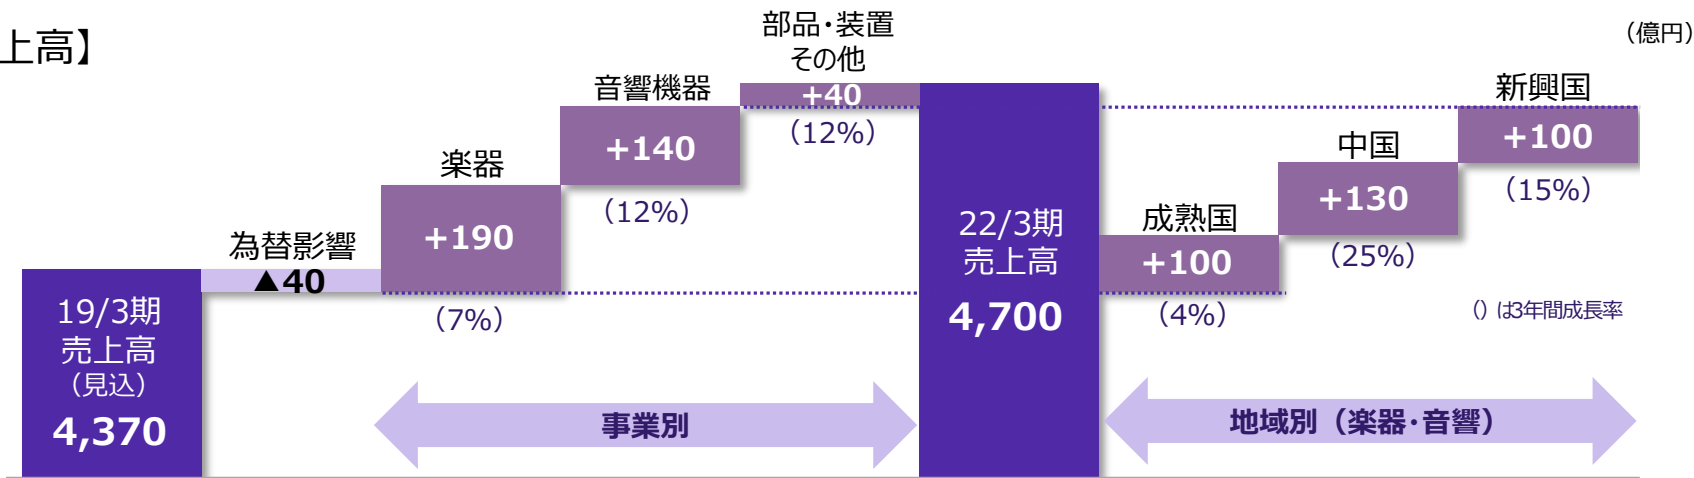 上高】
（億円）
部品・装置
その他
+40
（12%）
音響機器
+140
（12%）
楽器
+190
（7%）
為替影響
▲40
19/3期
売上高
（見込）
4,370
22/3期
売上高
4,700
成熟国
+100
（4%）
中国
+130
（25%）
新興国
+100
（15%）
（）は3年間成長率
事業別
地域別（楽器・音響）